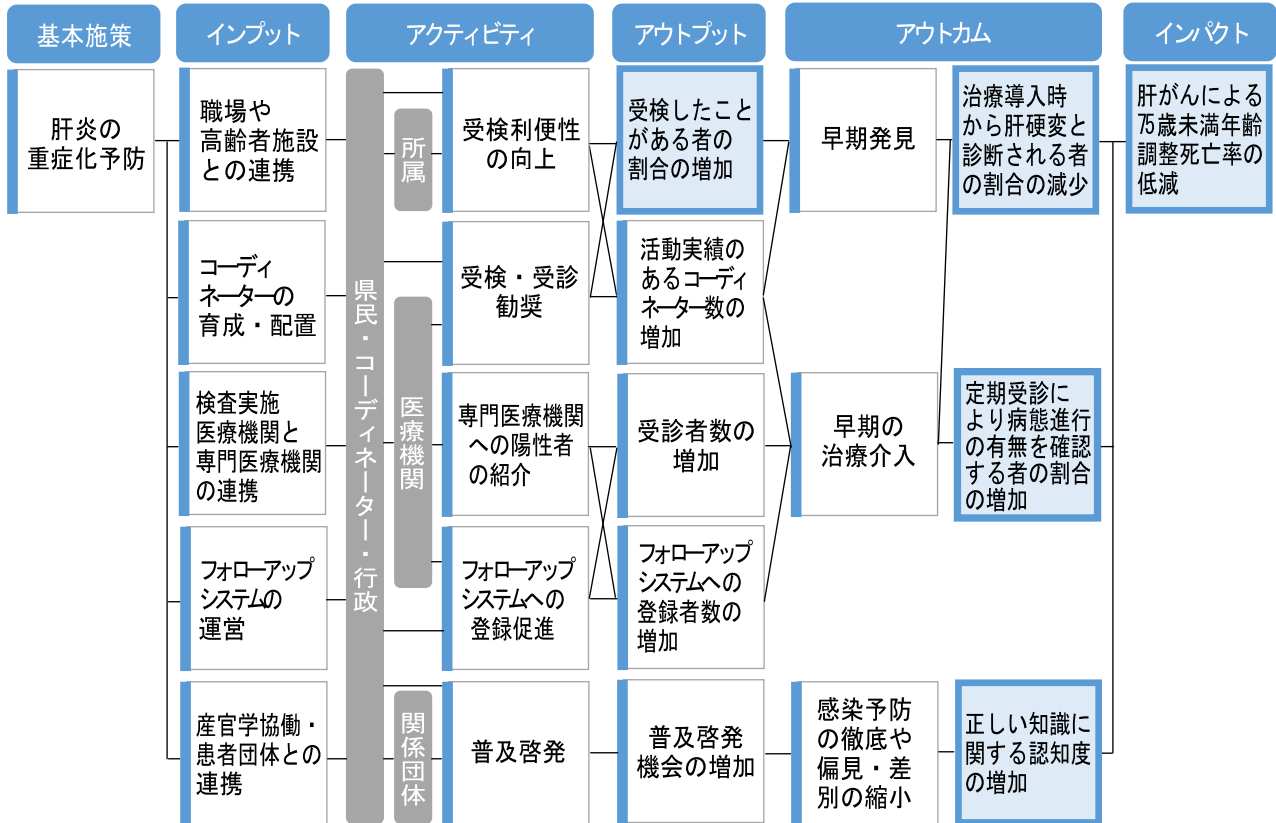 基本施策
インプット
アクティビティ
アウトプット
アウトカム
インパクト
肝炎の
重症化予防
職場や
高齢者施設
との連携
コーディ
ネーターの
育成・配置
検査実施
医療機関と
専門医療機関
の連携
フォローアップ
システムの
運営
産官学協働・
患者団体との
連携
県民・コーディネーター・行政
所属
医療機関
関係団体
受検利便性
の向上
受検・受診
勧奨
専門医療機関
への陽性者
の紹介
フォローアップ
システムへの
登録促進
普及啓発
受検したこと
がある者の
割合の増加
活動実績の
あるコーディ
ネーター数の
増加
受診者数の
増加
フォローアップ
システムへの
登録者数の
増加
普及啓発
機会の増加
早期発見
早期の
治療介入
感染予防
の徹底や
偏見・差
別の縮小
治療導入時
から肝硬変と
診断される者
の割合の減少
定期受診に
より病態進行
の有無を確認
する者の割合
の増加
正しい知識に
関する認知度
の増加
肝がんによる
75歳未満年齢
調整死亡率の
低減